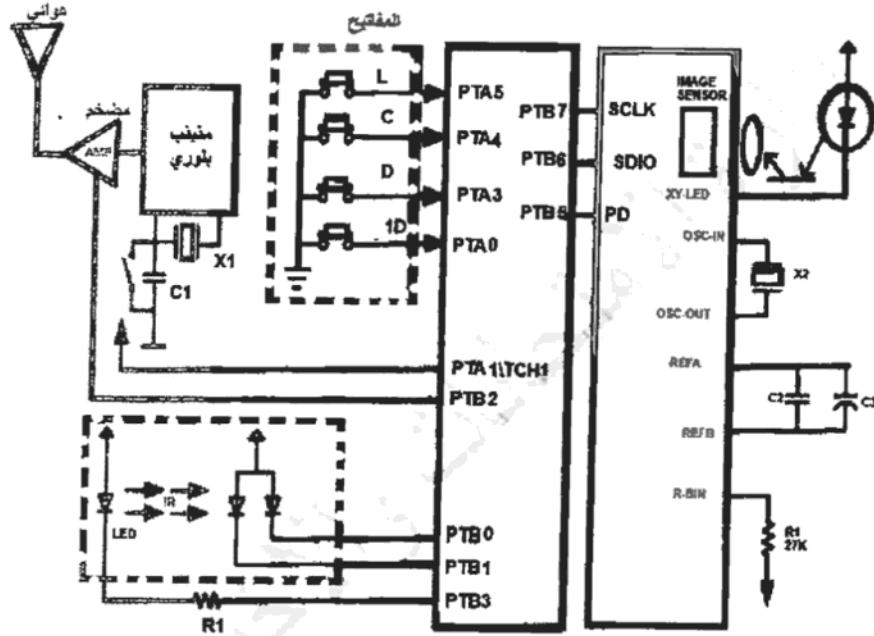 هوائي
المفاتيح
مضخم
AMP
مذبذب
بلوري
X1
C1
L
C
D
1D
PTA5
PTA4
PTA3
PTA0
PTA1\TCH1
PTB2
PTB0
PTB1
PTB3
PTB7
PTB6
PTB5
LED
IR
R1
SCLK
SDIO
PD
IMAGE
SENSOR
XY-LED
OSC-IN
OSC-OUT
REFA
REFB
R-BIN
X2
C2
R1
27K